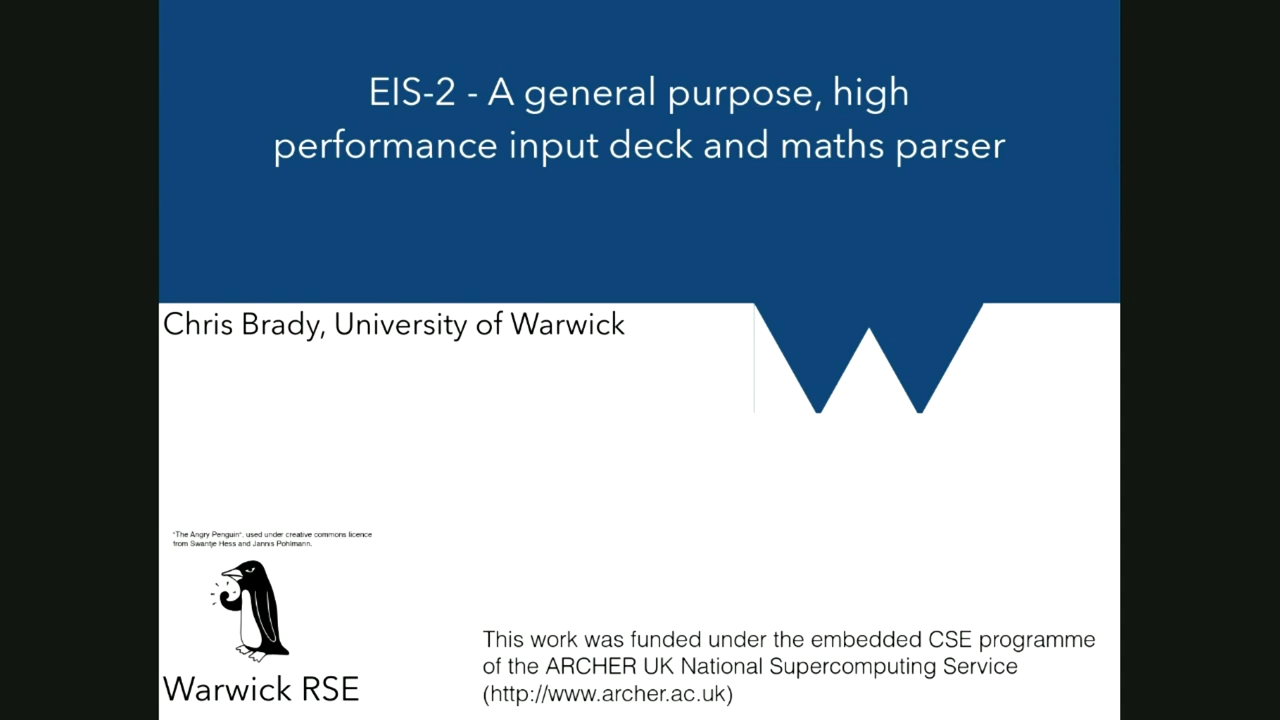 EIS-2 - A general purpose, high
performance input deck and maths parser
Chris Brady, University of Warwick
"The Angry Penguin", used under creative commons licence
from Swantje Hess and Jannis Pohlmann.
Warwick RSE
This work was funded under the embedded CSE programme
of the ARCHER UK National Supercomputing Service
(http://www.archer.ac.uk)